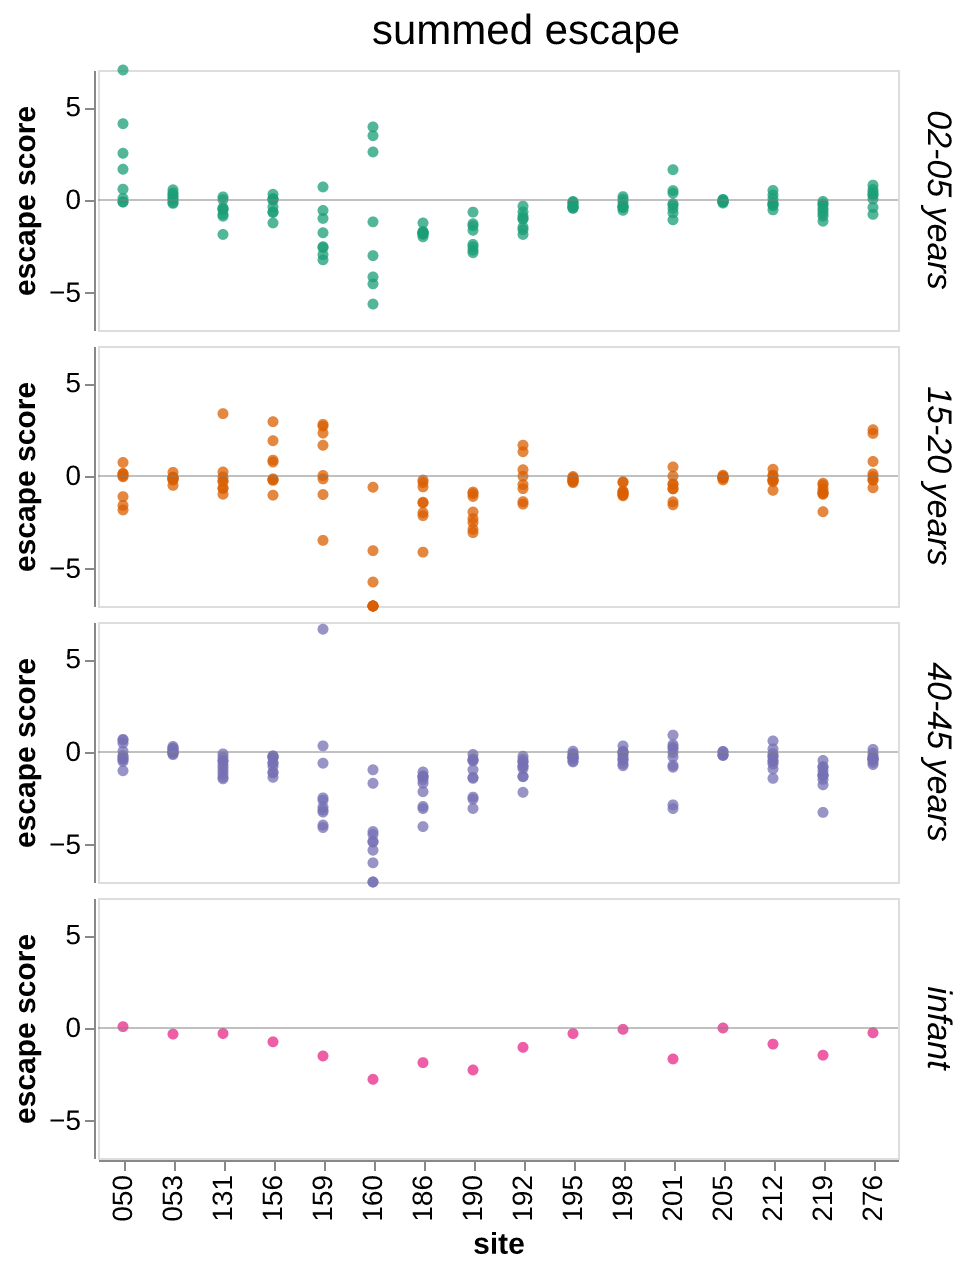 summed escape
escape score
5
0
−5
02-05 years
escape score
5
0
−5
15-20 years
escape score
5
0
−5
40-45 years
escape score
5
0
−5
infant
050 053 131 156 159 160 186 190 192 195 198 201 205 212 219 276
site